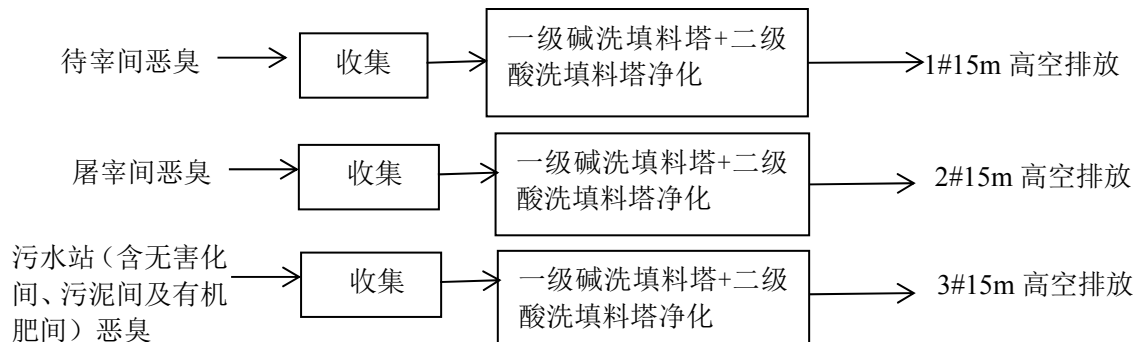 待宰间恶臭
收集
一级碱洗填料塔+二级
酸洗填料塔净化
1#15m 高空排放
屠宰间恶臭
收集
一级碱洗填料塔+二级
酸洗填料塔净化
2#15m 高空排放
污水站（含无害化
间、污泥间及有机
肥间）恶臭
收集
一级碱洗填料塔+二级
酸洗填料塔净化
3#15m 高空排放